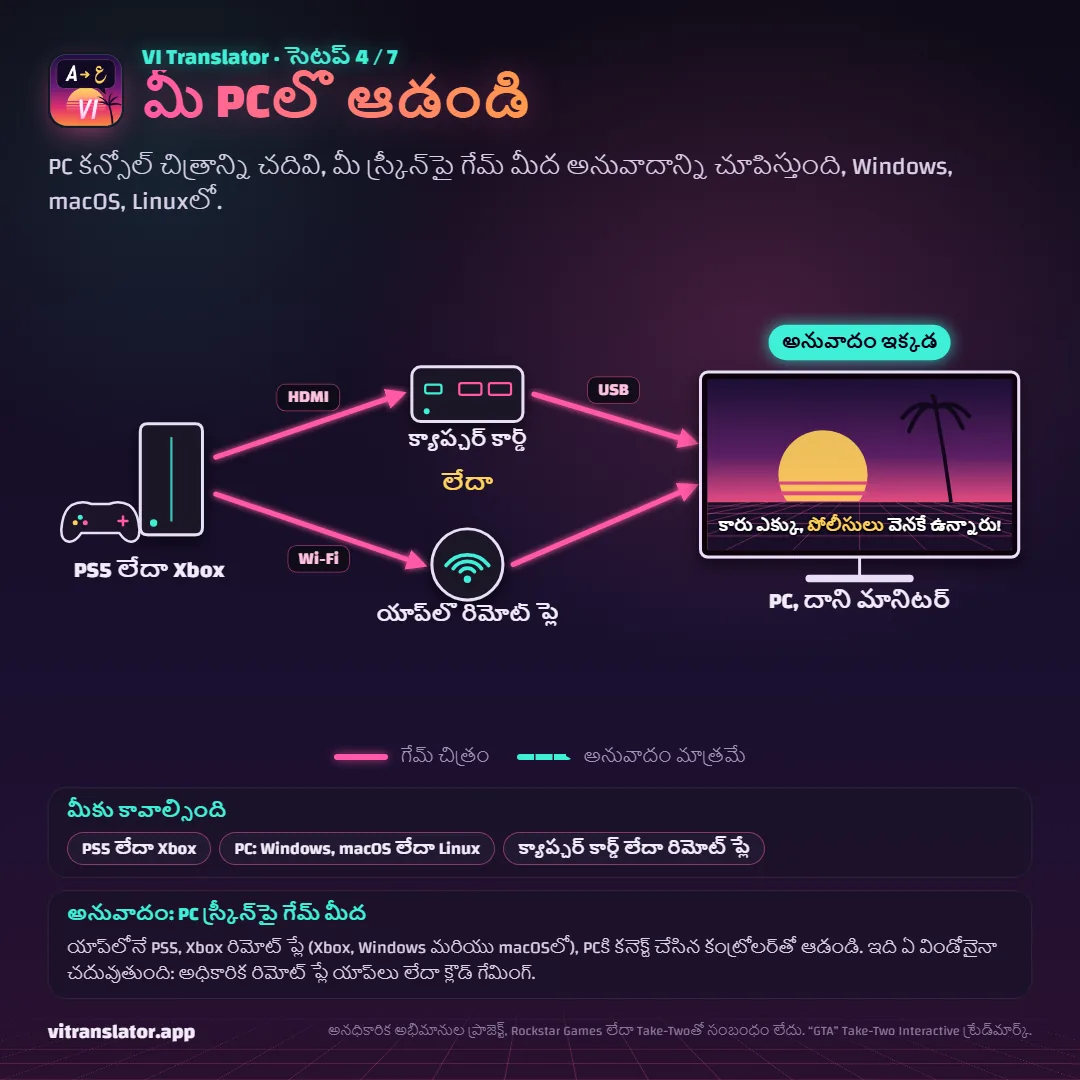 A→ع
VI
VI Translator · సెటప్ 4 / 7
మీ PCలో ఆడండి
PC కన్సోల్ చిత్రాన్ని చదివి, మీ స్క్రీన్‌పై గేమ్ మీద అనువాదాన్ని చూపిస్తుంది, Windows,
macOS, Linuxలో.
అనువాదం ఇక్కడ
HDMI
USB
క్యాప్చర్ కార్డ్
లేదా
కారు ఎక్కు, పోలీసులు వెనకే ఉన్నారు!
Wi-Fi
PS5 లేదా Xbox
యాప్‌లో రిమోట్ ప్లే
PC, దాని మానిటర్
గేమ్ చిత్రం
అనువాదం మాత్రమే
మీకు కావాల్సింది
PS5 లేదా Xbox
PC: Windows, macOS లేదా Linux
క్యాప్చర్ కార్డ్ లేదా రిమోట్ ప్లే
అనువాదం: PC స్క్రీన్‌పై గేమ్ మీద
యాప్‌లోనే PS5, Xbox రిమోట్ ప్లే (Xbox, Windows మరియు macOSలో), PCకి కనెక్ట్ చేసిన కంట్రోలర్‌తో ఆడండి. ఇది ఏ విండోనైనా
చదువుతుంది: అధికారిక రిమోట్ ప్లే యాప్‌లు లేదా క్లౌడ్ గేమింగ్.
vitranslator.app
అనధికారిక అభిమానుల ప్రాజెక్ట్, Rockstar Games లేదా Take-Twoతో సంబంధం లేదు. “GTA” Take-Two Interactive ట్రేడ్‌మార్క్.